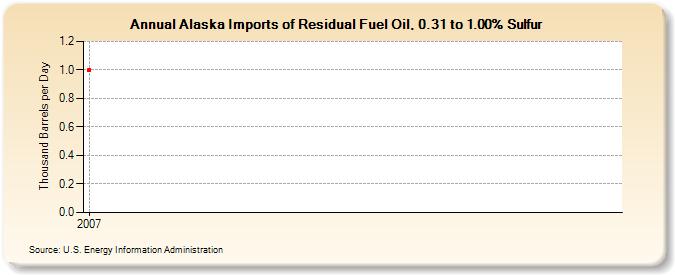 Annual Alaska Imports of Residual Fuel Oil, 0.31 to 1.00% Sulfur
Thousand Barrels per Day
1.2
1.0
0.8
0.6
0.4
0.2
0.0
2007
Source: U.S. Energy Information Administration